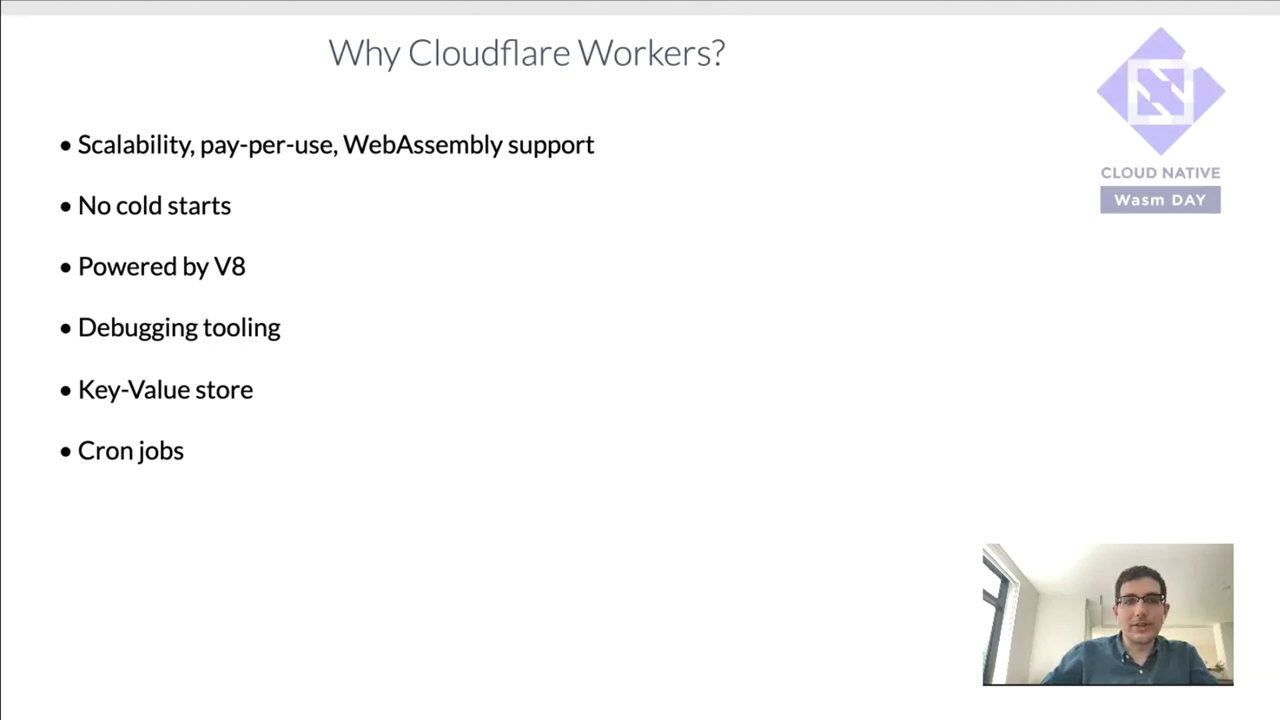 Why Cloudflare Workers?
• Scalability, pay-per-use, WebAssembly support
• No cold starts
• Powered by V8
• Debugging tooling
• Key-Value store
• Cron jobs
CLOUD NATIVE
Wasm DAY